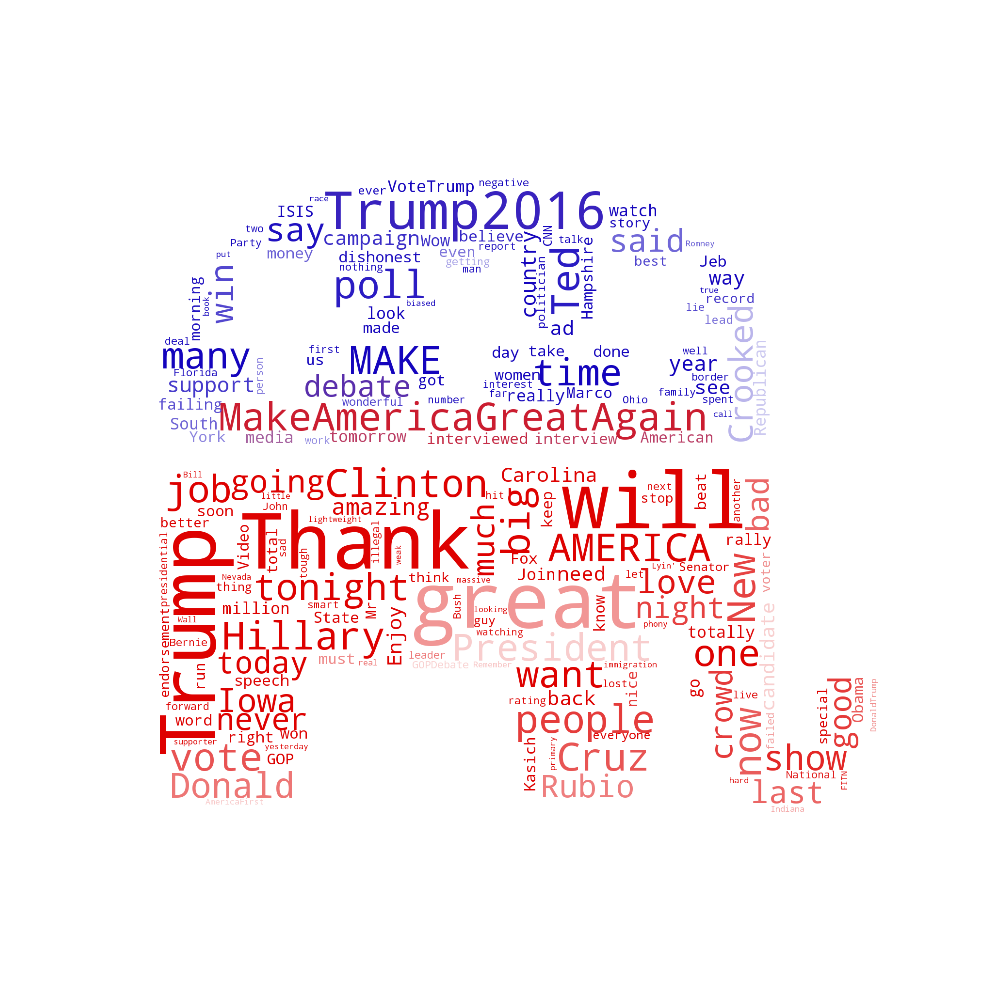 race
ever VoteTrump negative
ISIS Trump2016 watch
two say story
Party campaign Wow believe CNN talk said Romney
put money dishonest even report Hampshire best Jeb
nothing getting country
win poll man politician Ted true way
morning book biased lie record
look lead
deal made ad Crooked
many first MAKE day take done well year Republican
Florida us women time border see
support person debate got interest really Marco family spent
failing wonderful number far Ohio call
South MakeAmericaGreatAgain
York media work tomorrow interviewed interview American
Bill going Clinton Carolina will
job little amazing hit big keep next beat another bad
soon John much stop
better lightweight AMERICA rally
presidential Video total sad Thank illegal Fox
Trump Nevada tough weak Join need let Lyin' Senator voter
thing tonight think massive love New
endorsement million smart State Mr great Bush looking guy know night
Wall Hillary Enjoy watching phony totally
Bernie President Candidate
today must real leader GOPDebate Remember immigration one
run speech want lost crowd go live
forward Iowa rating back nice people special good Obama DonaldTrump
word never everyone now failed
supporter right won yesterday
vote GOP Kasich primary Cruz show
Donald Rubio hard National FITN
AmericaFirst last
Indiana